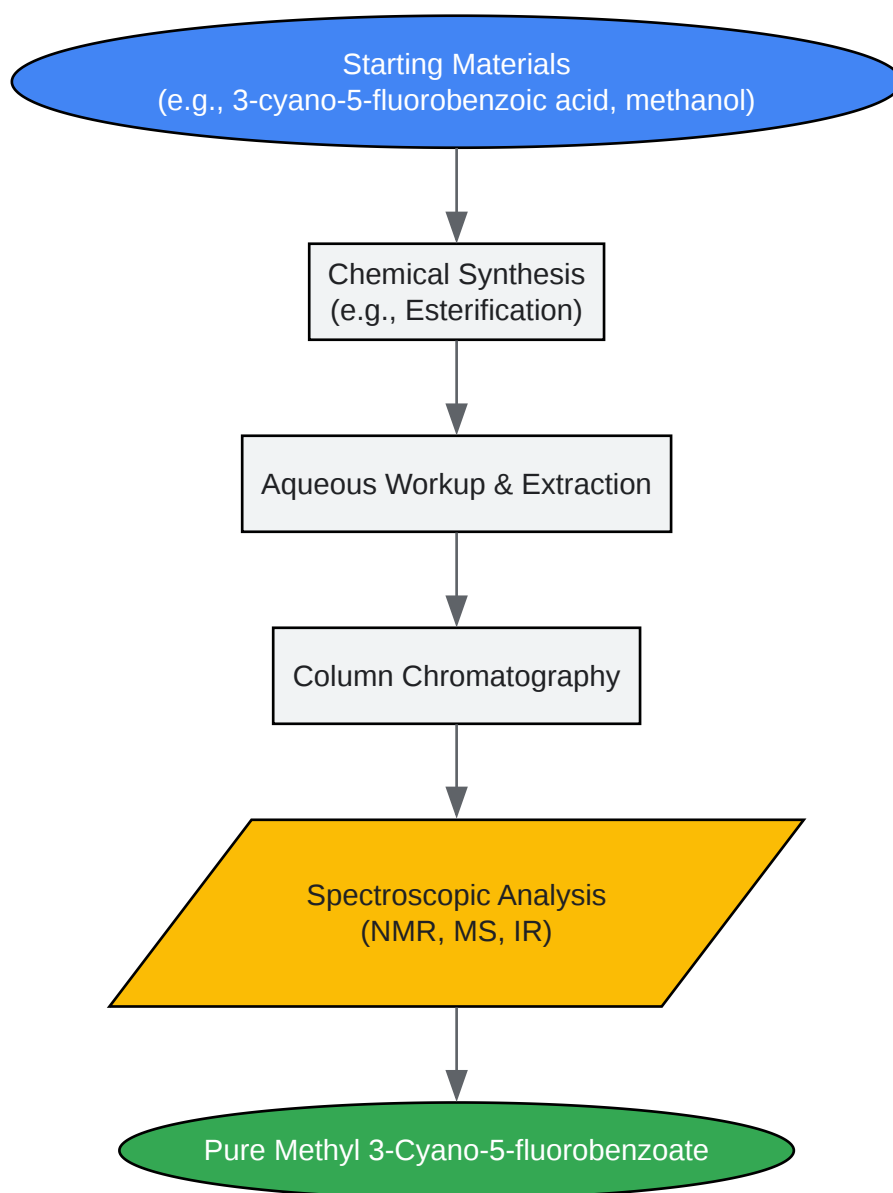 Starting Materials
(e.g., 3-cyano-5-fluorobenzoic acid, methanol)
Chemical Synthesis
(e.g., Esterification)
Aqueous Workup & Extraction
Column Chromatography
Spectroscopic Analysis
(NMR, MS, IR)
Pure Methyl 3-Cyano-5-fluorobenzoate